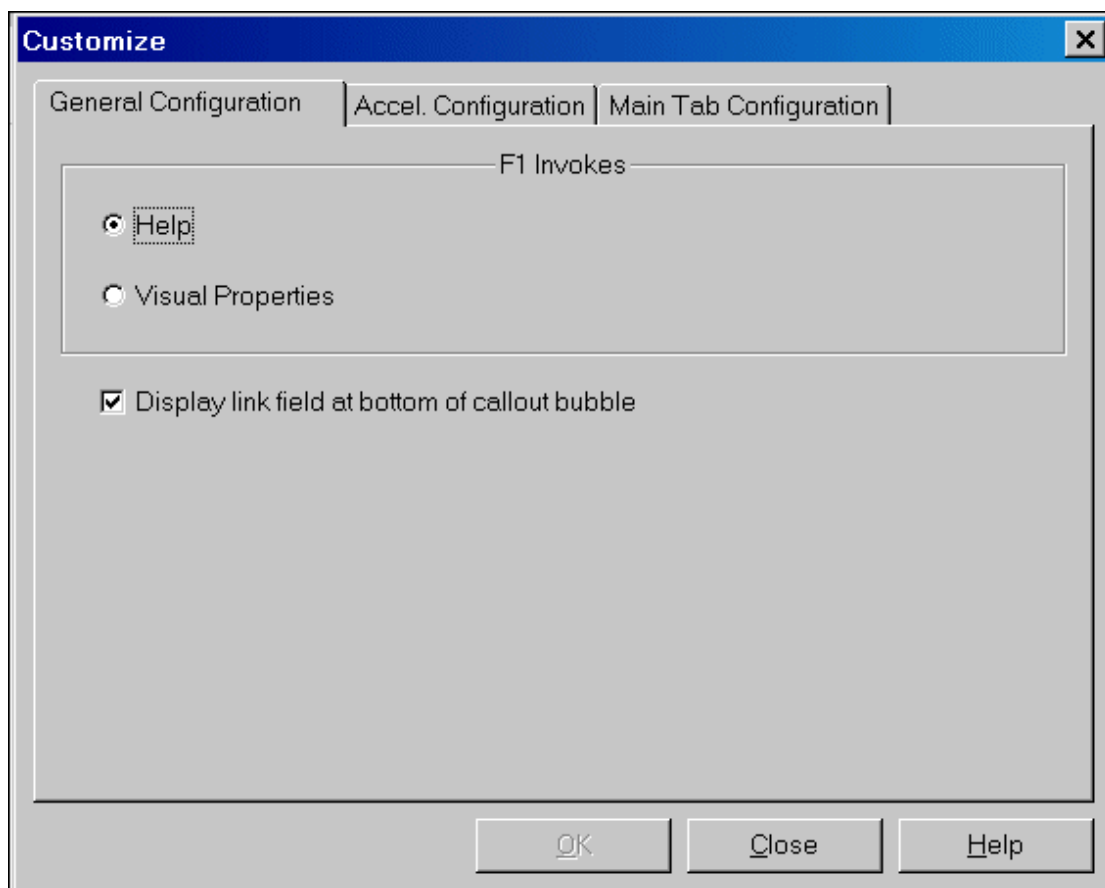 Customize
General Configuration Accel. Configuration Main Tab Configuration
F1 Invokes
Help
Visual Properties
Display link field at bottom of callout bubble
OK Close Help